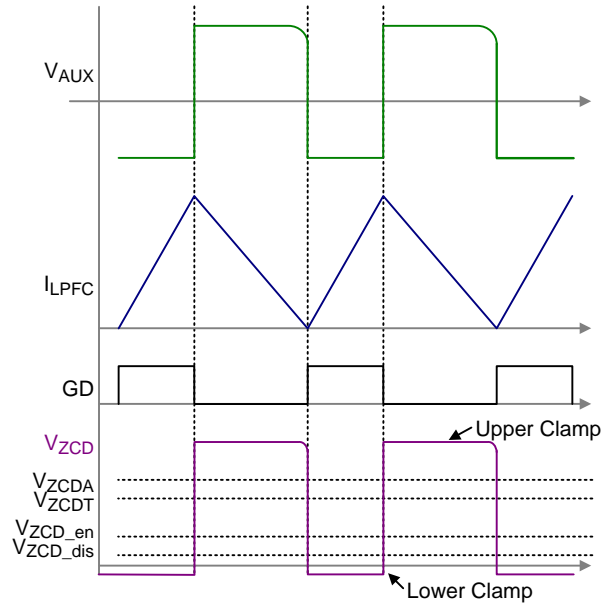 VAUX
ILPFC
GD
VZCD
Upper Clamp
VZCDA
VZCDT
VZCD_en
VZCD_dis
Lower Clamp